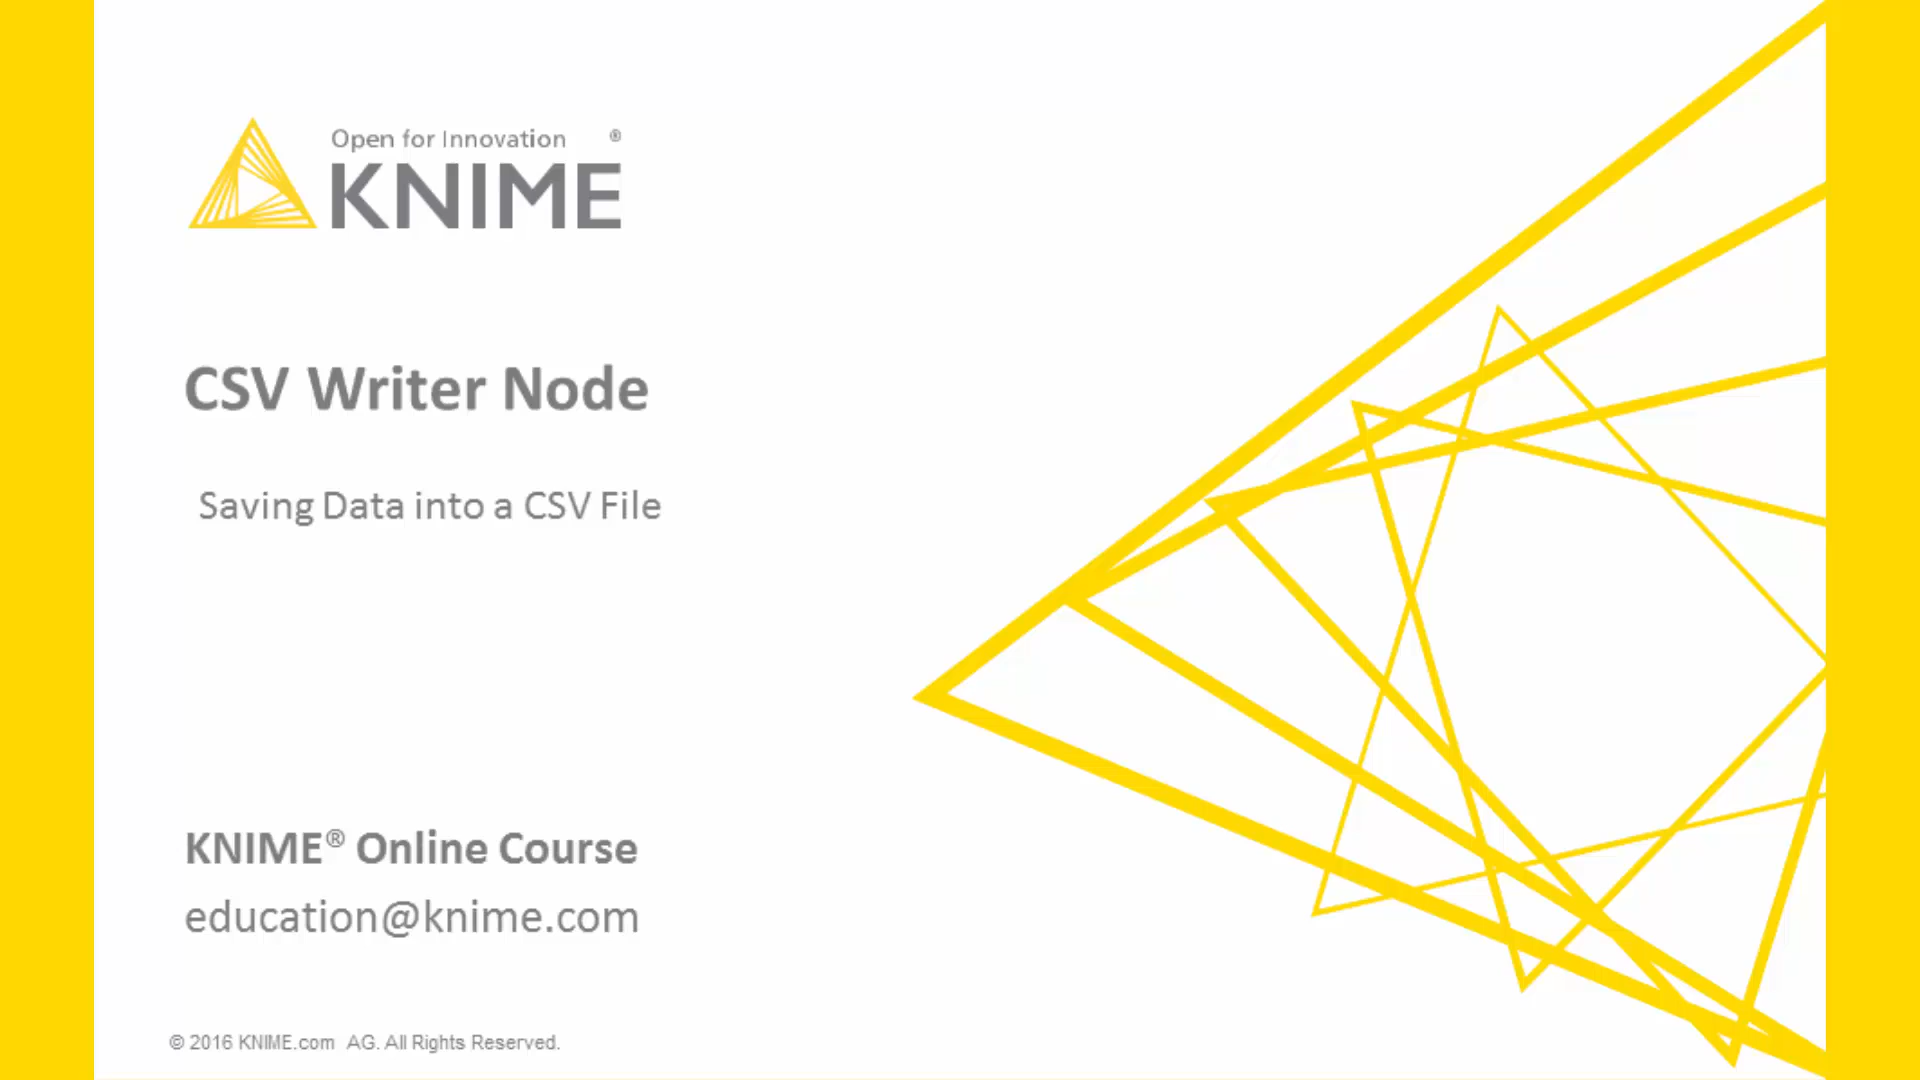 Open for Innovation ®
KNIME
CSV Writer Node
Saving Data into a CSV File
KNIME® Online Course
education@knime.com
© 2016 KNIME.com AG. All Rights Reserved.